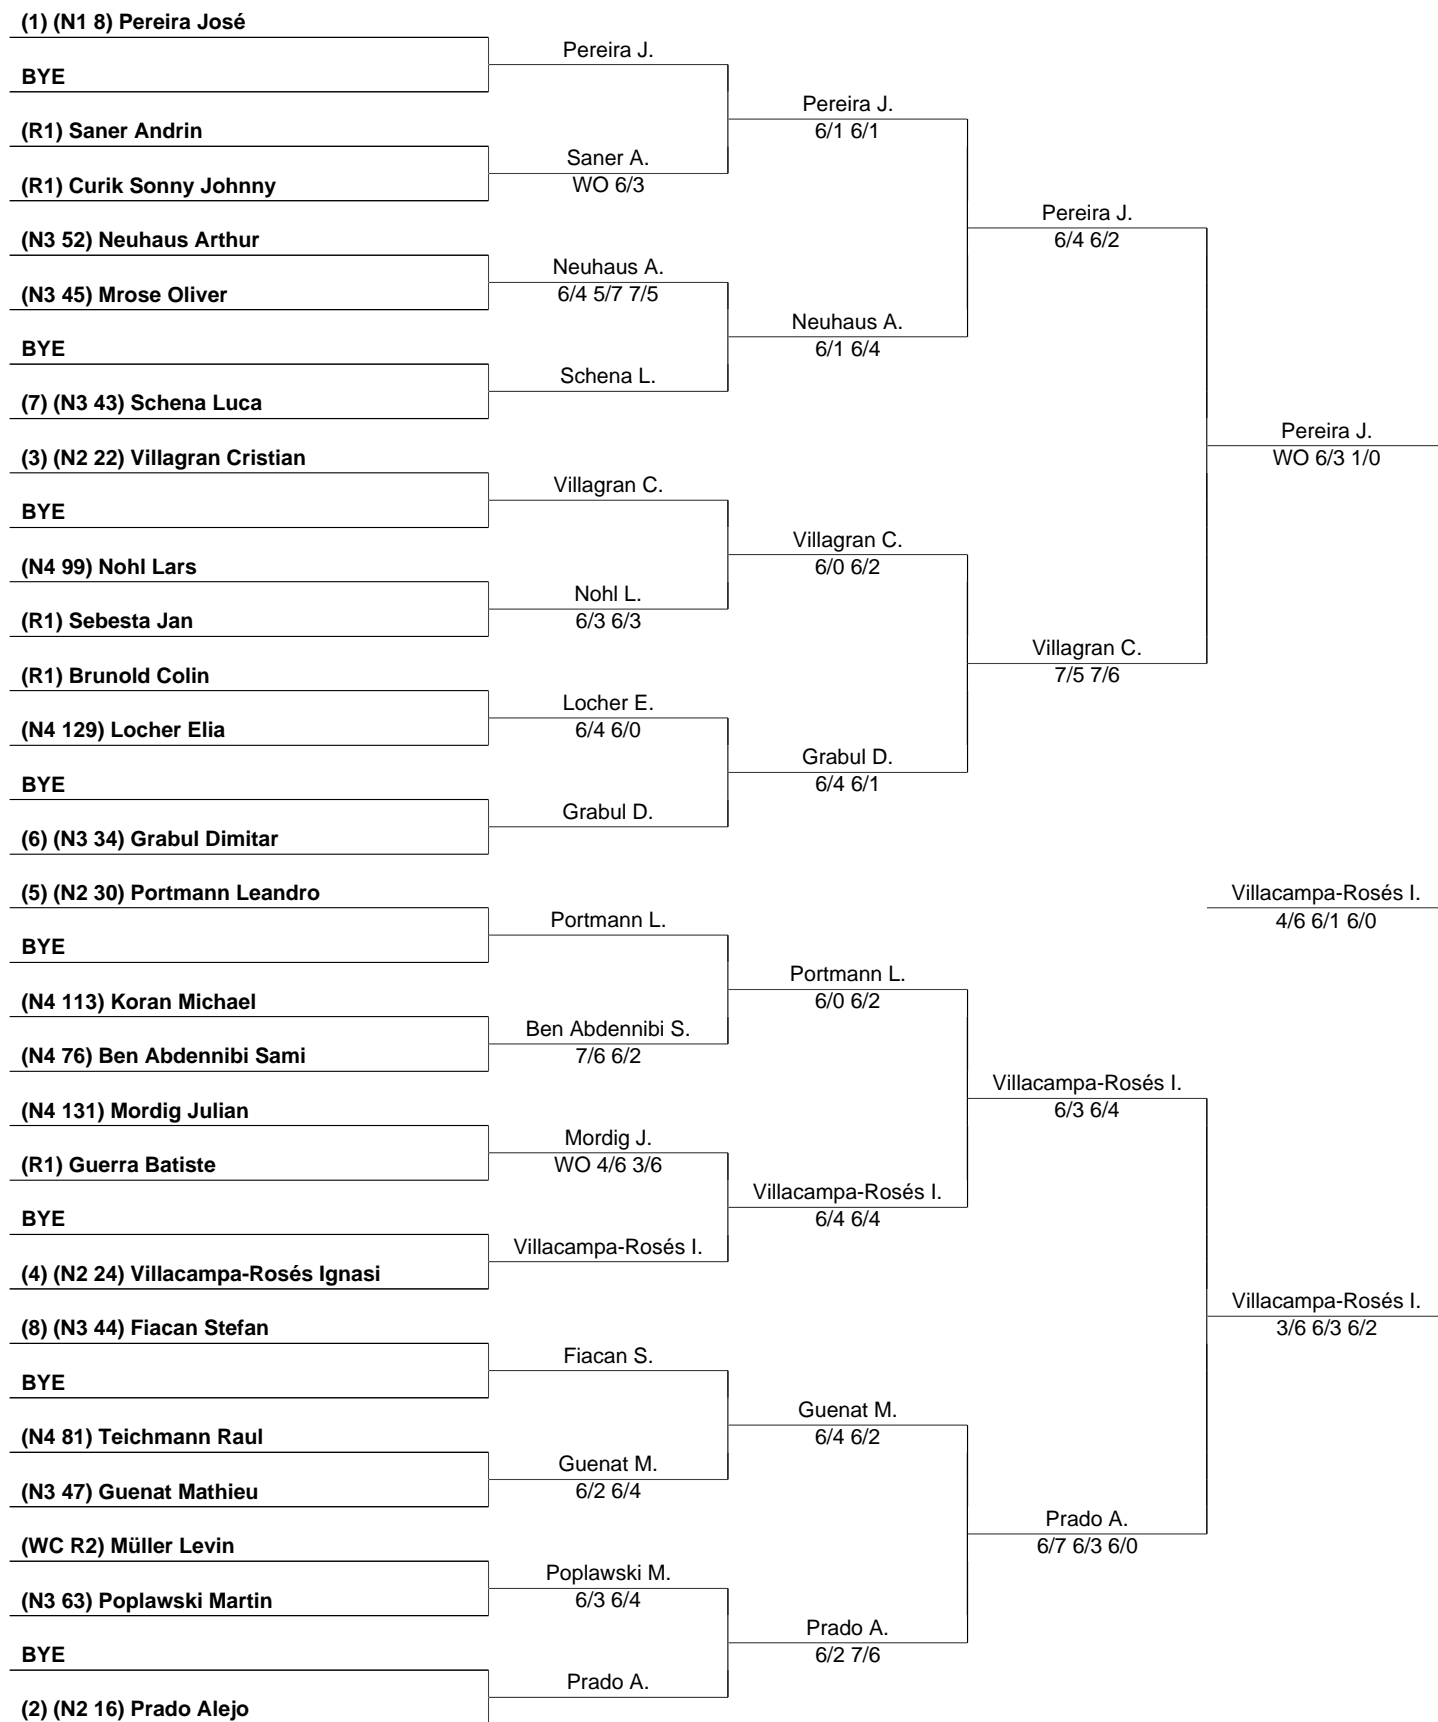 (1) (N1 8) Pereira José
Pereira J.
BYE
Pereira J.
6/1 6/1
(R1) Saner Andrin
Saner A.
WO 6/3
(R1) Curik Sonny Johnny
Pereira J.
6/4 6/2
(N3 52) Neuhaus Arthur
Neuhaus A.
6/4 5/7 7/5
(N3 45) Mrose Oliver
Neuhaus A.
6/1 6/4
BYE
Schena L.
(7) (N3 43) Schena Luca
Pereira J.
WO 6/3 1/0
(3) (N2 22) Villagran Cristian
Villagran C.
BYE
Villagran C.
6/0 6/2
(N4 99) Nohl Lars
Nohl L.
6/3 6/3
(R1) Sebesta Jan
Villagran C.
7/5 7/6
(R1) Brunold Colin
Locher E.
6/4 6/0
(N4 129) Locher Elia
Grabul D.
6/4 6/1
BYE
Grabul D.
(6) (N3 34) Grabul Dimitar
(5) (N2 30) Portmann Leandro
Villacampa-Rosés I.
4/6 6/1 6/0
Portmann L.
BYE
Portmann L.
6/0 6/2
(N4 113) Koran Michael
Ben Abdennibi S.
7/6 6/2
(N4 76) Ben Abdennibi Sami
Villacampa-Rosés I.
6/3 6/4
(N4 131) Mordig Julian
Mordig J.
WO 4/6 3/6
(R1) Guerra Batiste
Villacampa-Rosés I.
6/4 6/4
BYE
Villacampa-Rosés I.
(4) (N2 24) Villacampa-Rosés Ignasi
Villacampa-Rosés I.
3/6 6/3 6/2
(8) (N3 44) Fiacan Stefan
Fiacan S.
BYE
Guenat M.
6/4 6/2
(N4 81) Teichmann Raul
Guenat M.
6/2 6/4
(N3 47) Guenat Mathieu
Prado A.
6/7 6/3 6/0
(WC R2) Müller Levin
Poplawski M.
6/3 6/4
(N3 63) Poplawski Martin
Prado A.
6/2 7/6
BYE
Prado A.
(2) (N2 16) Prado Alejo